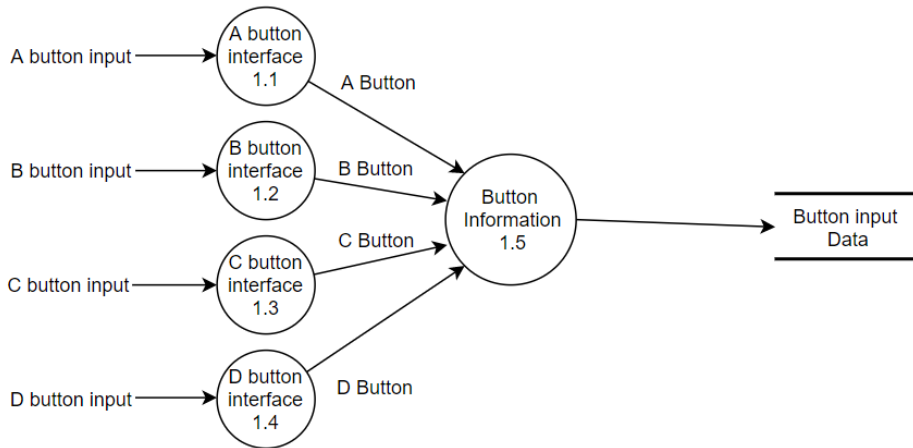 A button input
A button
interface
1.1
A Button
B button input
B button
interface
1.2
B Button
C button input
C button
interface
1.3
C Button
D button input
D button
interface
1.4
D Button
Button
Information
1.5
Button input
Data